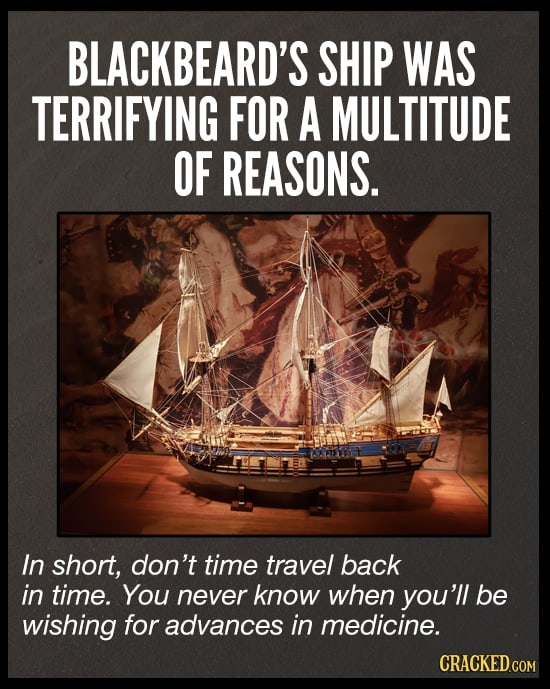 BLACKBEARD'S SHIP WAS
TERRIFYING FOR A MULTITUDE
OF REASONS.
In short, don't time travel back
in time. You never know when you'll be
wishing for advances in medicine.
CRACKED.COM